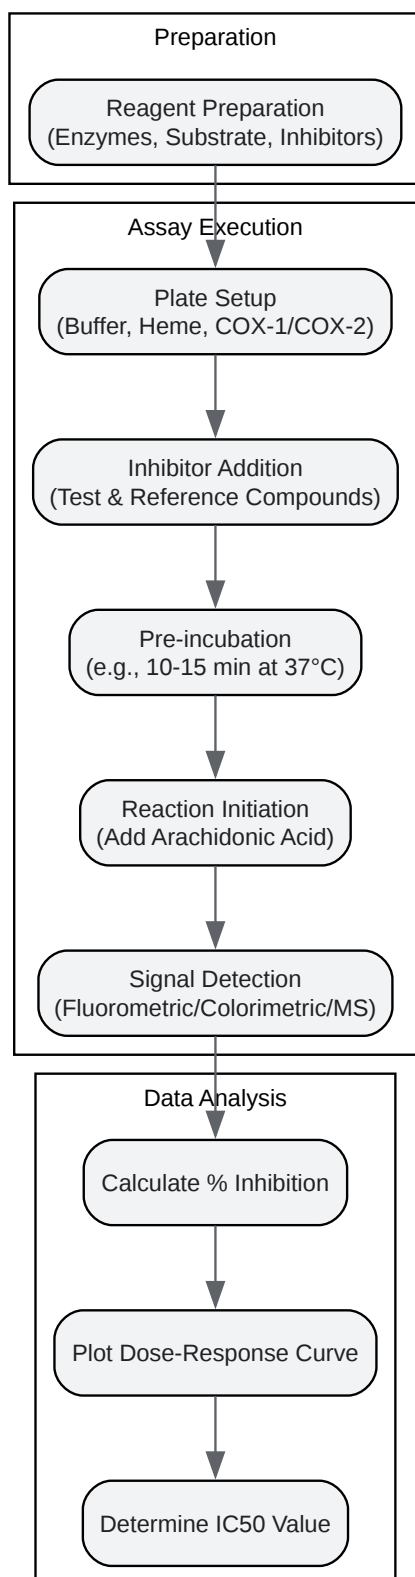 Preparation
Reagent Preparation
(Enzymes, Substrate, Inhibitors)
Assay Execution
Plate Setup
(Buffer, Heme, COX-1/COX-2)
Inhibitor Addition
(Test & Reference Compounds)
Pre-incubation
(e.g., 10-15 min at 37°C)
Reaction Initiation
(Add Arachidonic Acid)
Signal Detection
(Fluorometric/Colorimetric/MS)
Data Analysis
Calculate % Inhibition
Plot Dose-Response Curve
Determine IC50 Value